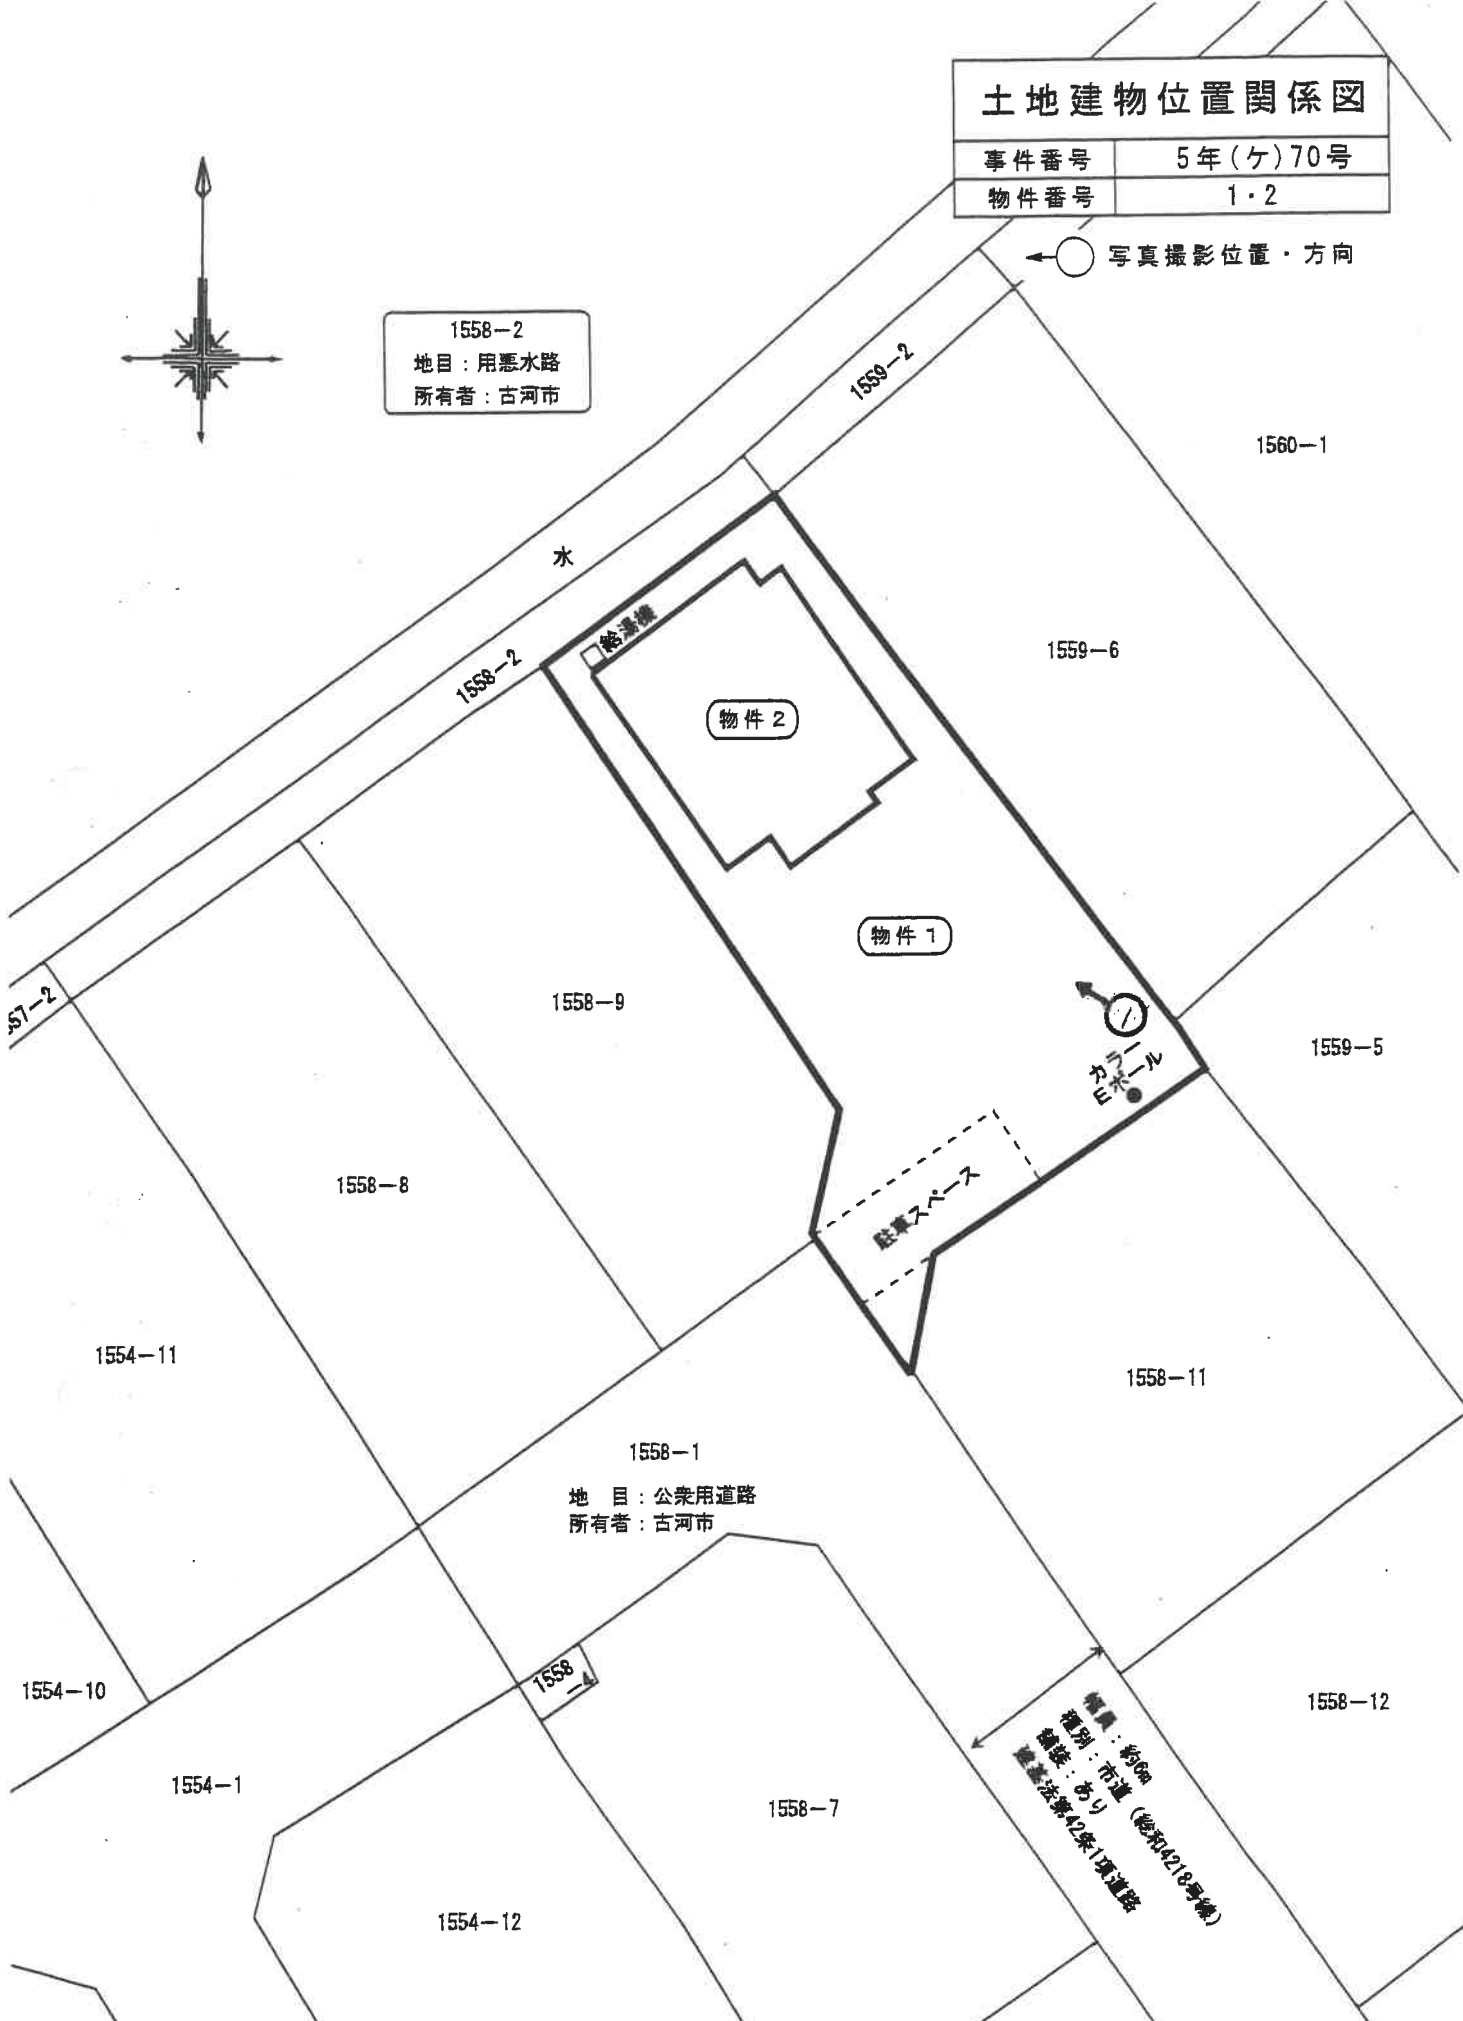 土地建物位置関係図
事件番号 5年(ケ)70号
物件番号 1・2
写真撮影位置・方向
1558-2
地目:用悪水路
所有者:古河市
1559-2
1560-1
水
給湯機
1558-2
1559-6
物件2
物件1
557-2
1558-9
1
カラー
Eポール
1559-5
1558-8
駐車スペース
1554-11
1558-11
1558-1
地 目:公衆用道路
所有者:古河市
1558
-4
1554-10
1558-12
幅員:約6m
種別:市道(総和4218号線)
舗装:あり
建基法第42条1項道路
1554-1
1558-7
1554-12